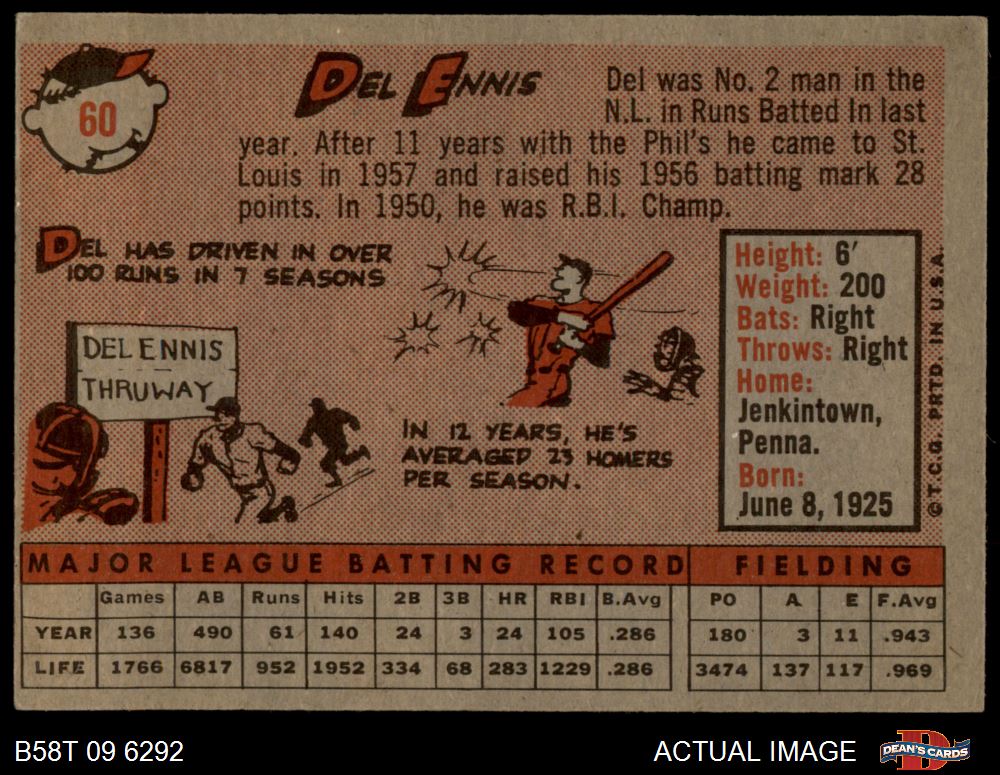 60
DEL ENNIS
Del was No. 2 man in the
N.L. in Runs Batted In last
year. After 11 years with the Phil's he came to St.
Louis in 1957 and raised his 1956 batting mark 28
points. In 1950, he was R.B.I. Champ.
DEL HAS DRIVEN IN OVER
100 RUNS IN 7 SEASONS
DEL ENNIS
THRUWAY
IN 12 YEARS, HE'S
AVERAGED 23 HOMERS
PER SEASON.
Height: 6'
Weight: 200
Bats: Right
Throws: Right
Home:
Jenkintown,
Penna.
Born:
June 8, 1925
© T.C.G. PRTD. IN U.S.A.
MAJOR LEAGUE BATTING RECORD FIELDING
Games AB Runs Hits 2B 3B HR RBI B.Avg PO A E F.Avg
YEAR 136 490 61 140 24 3 24 105 .286 180 3 11 .943
LIFE 1766 6817 952 1952 334 68 283 1229 .286 3474 137 117 .969
B58T 09 6292 ACTUAL IMAGE DEAN'S CARDS